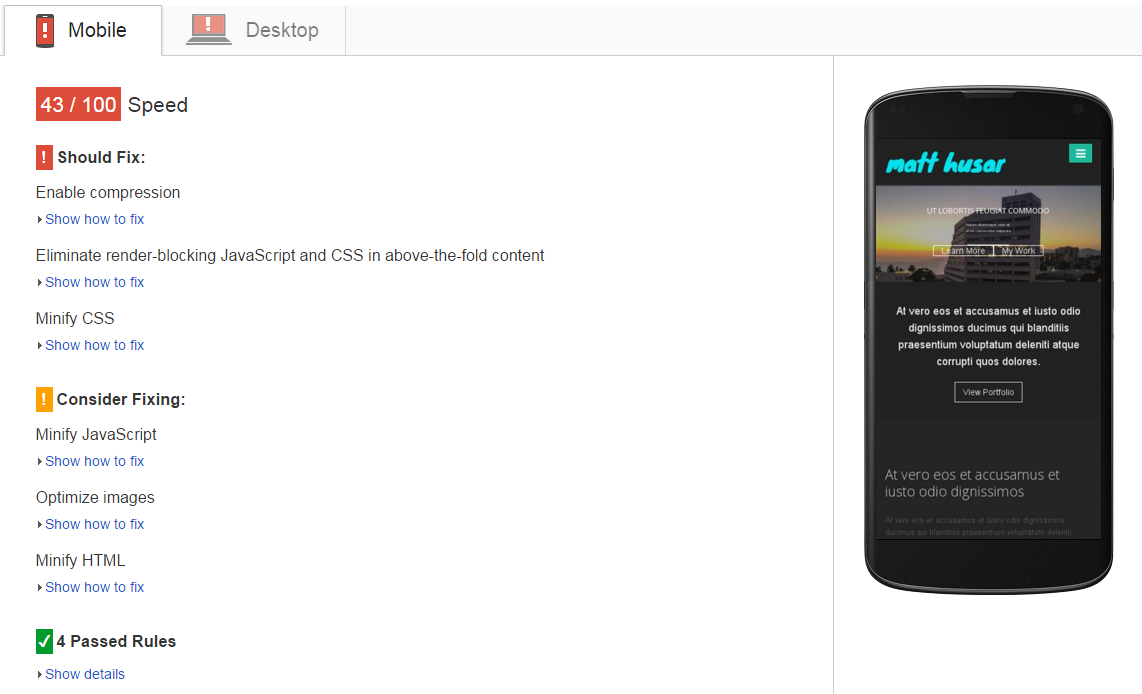 Mobile
Desktop
43 / 100 Speed
! Should Fix:
Enable compression
Show how to fix
Eliminate render-blocking JavaScript and CSS in above-the-fold content
Show how to fix
Minify CSS
Show how to fix
! Consider Fixing:
Minify JavaScript
Show how to fix
Optimize images
Show how to fix
Minify HTML
Show how to fix
4 Passed Rules
Show details
matt husar
UT LOBORTIS FEUGIAT COMMODO
Learn More
My Work
At vero eos et accusamus et iusto odio
dignissimos ducimus qui blanditiis
praesentium voluptatum deleniti atque
corrupti quos dolores.
View Portfolio
At vero eos et accusamus et
iusto odio dignissimos
At vero eos et accusamus et iusto odio dignissimos
ducimus qui blanditiis praesentium voluptatum deleniti